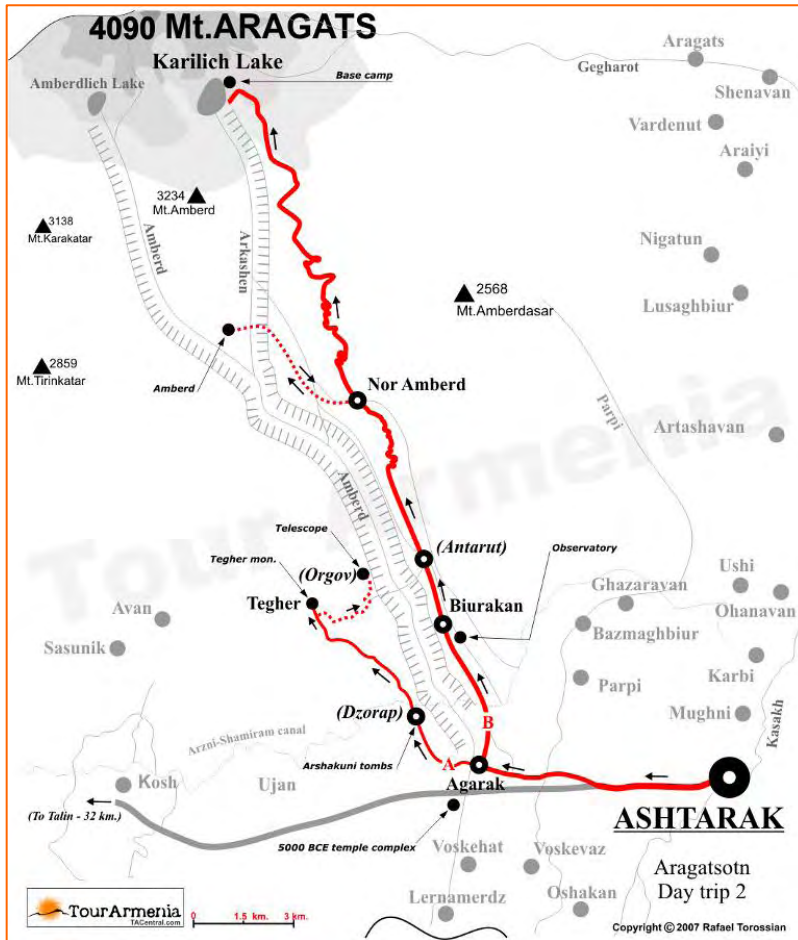 4090 Mt.ARAGATS
Karilich Lake
Base camp
Amberdlich Lake
Aragats
Gegharot
Shenavan
Vardenut
Araiyi
3234
Mt.Amberd
3138
Mt.Karakatar
Amberd
Arkashen
Nigatun
2568
Mt.Amberdasar
Lusaghbiur
2859
Mt.Tirinkatar
Amberd
Nor Amberd
Parpi
Artashavan
Tour Armenia
Amberd
Telescope
(Antarut)
Observatory
Tegher mon.
(Orgov)
Ushi
Tegher
Ghazaravan
Ohanavan
Biurakan
Avan
Bazmaghbiur
Sasunik
Karbi
Parpi
(Dzorap)
Mughni
Kasakh
B
Arzni-Shamiram canal
Arshakuni tombs
A
Kosh
Ujan
Agarak
(To Talin - 32 km.)
ASHTARAK
5000 BCE temple complex
Voskehat
Voskevaz
Aragatsotn
Day trip 2
Lernamerdz
Oshakan
TourArmenia
TACentral.com
0 1.5 km. 3 km.
Copyright © 2007 Rafael Torossian